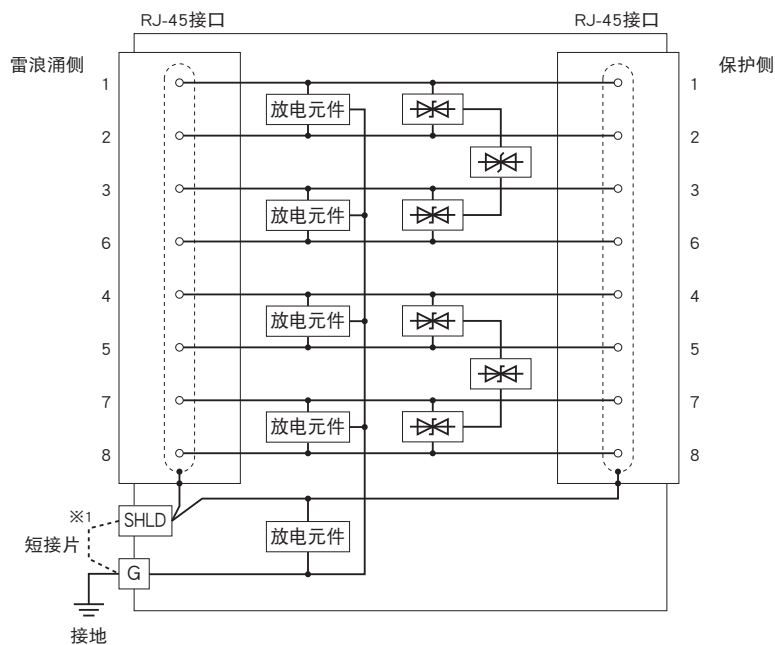 RJ-45接口 RJ-45接口
雷浪涌侧 保护侧
1 1
放电元件
2 2
3 3
放电元件
6 6
4 4
放电元件
5 5
7 7
放电元件
8 8
※1 SHLD
短接片 放电元件
G
接地